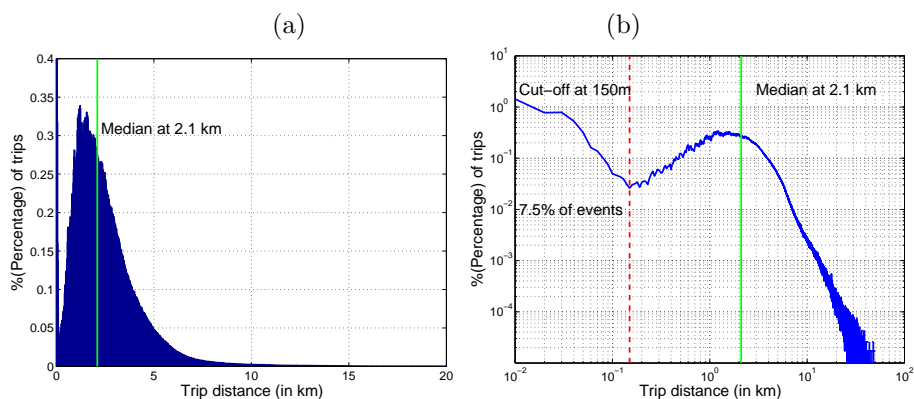 (a)
(b)
%(Percentage) of trips
0.4
0.35
0.3
0.25
0.2
0.15
0.1
0.05
0
Median at 2.1 km
0 5 10 15 20
Trip distance (in km)
%(Percentage) of trips
10^1
10^0
10^−1
10^−2
10^−3
10^−4
Cut−off at 150m
Median at 2.1 km
7.5% of events
10^−2 10^−1 10^0 10^1 10^2
Trip distance (in km)